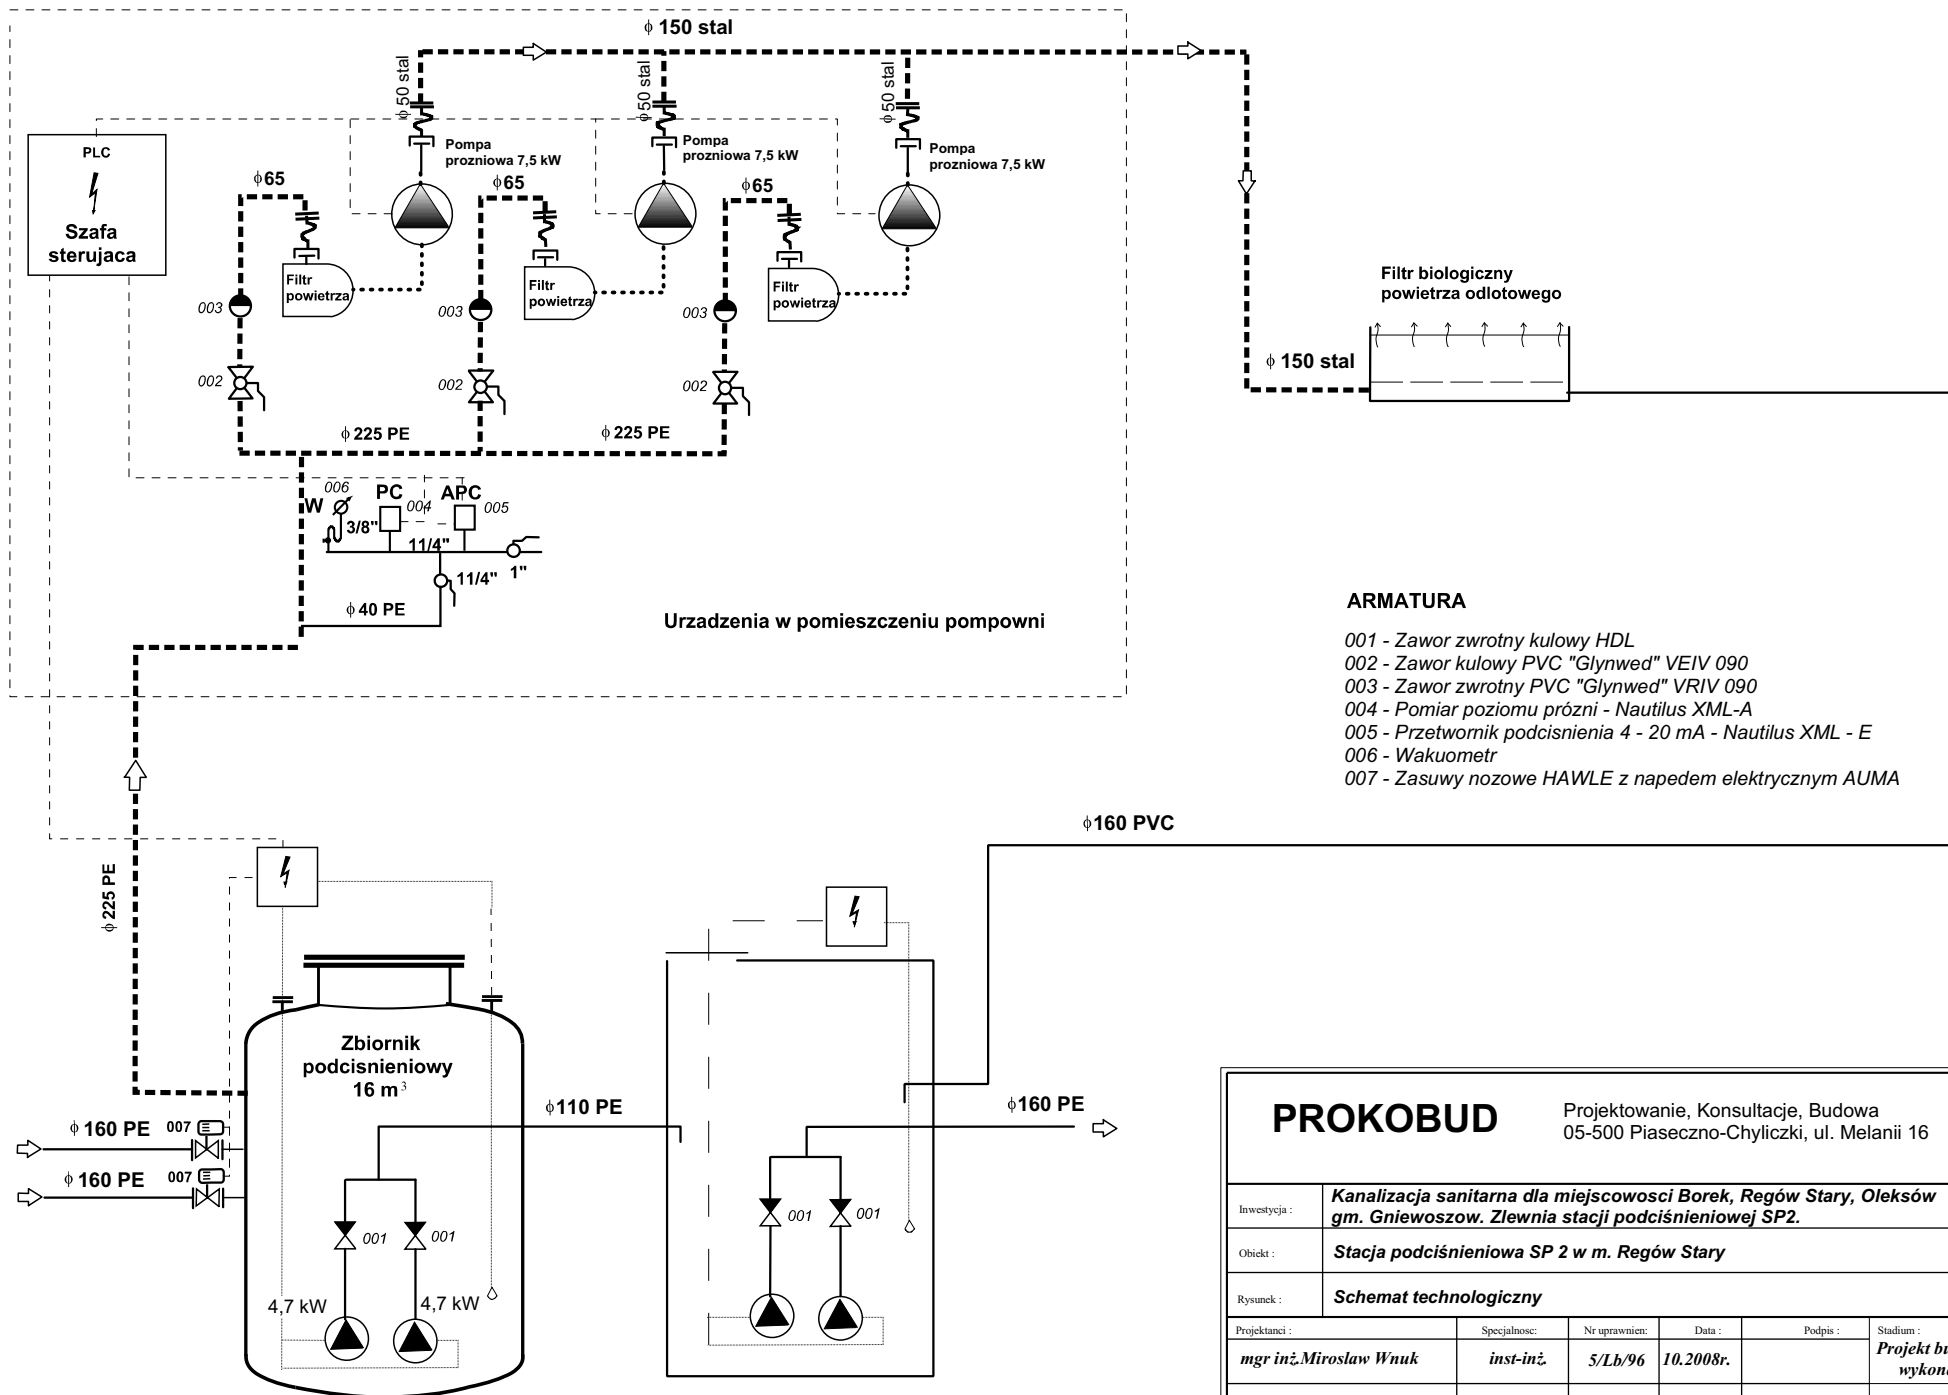 ϕ 150 stal
ϕ 50 stal
ϕ 50 stal
ϕ 50 stal
PLC
Szafa
sterujaca
Pompa
prozniowa 7,5 kW
Pompa
prozniowa 7,5 kW
Pompa
prozniowa 7,5 kW
ϕ 65
ϕ 65
ϕ 65
Filtr
powietrza
Filtr
powietrza
Filtr
powietrza
003
003
003
002
002
002
ϕ 225 PE
ϕ 225 PE
Filtr biologiczny
powietrza odlotowego
ϕ 150 stal
006
W
3/8"
PC
004
APC
005
11/4"
11/4"
1"
ϕ 40 PE
Urzadzenia w pomieszczeniu pompowni
ARMATURA
001 - Zawor zwrotny kulowy HDL
002 - Zawor kulowy PVC "Glynwed" VEIV 090
003 - Zawor zwrotny PVC "Glynwed" VRIV 090
004 - Pomiar poziomu prózni - Nautilus XML-A
005 - Przetwornik podcisnienia 4 - 20 mA - Nautilus XML - E
006 - Wakuometr
007 - Zasuwy nozowe HAWLE z napedem elektrycznym AUMA
ϕ 160 PVC
ϕ 225 PE
Zbiornik
podcisnieniowy
16 m³
ϕ 160 PE
007
ϕ 160 PE
007
ϕ 110 PE
ϕ 160 PE
001
001
001
001
4,7 kW
4,7 kW
PROKOBUD
Projektowanie, Konsultacje, Budowa
05-500 Piaseczno-Chyliczki, ul. Melanii 16
Inwestycja :
Kanalizacja sanitarna dla miejscowosci Borek, Regów Stary, Oleksów
gm. Gniewoszow. Zlewnia stacji podciśnieniowej SP2.
Obiekt :
Stacja podciśnieniowa SP 2 w m. Regów Stary
Rysunek :
Schemat technologiczny
Projektanci :
Specjalnosc:
Nr uprawnien:
Data :
Podpis :
Stadium :
mgr inż.Miroslaw Wnuk
inst-inż.
5/Lb/96
10.2008r.
Projekt bu
wykona